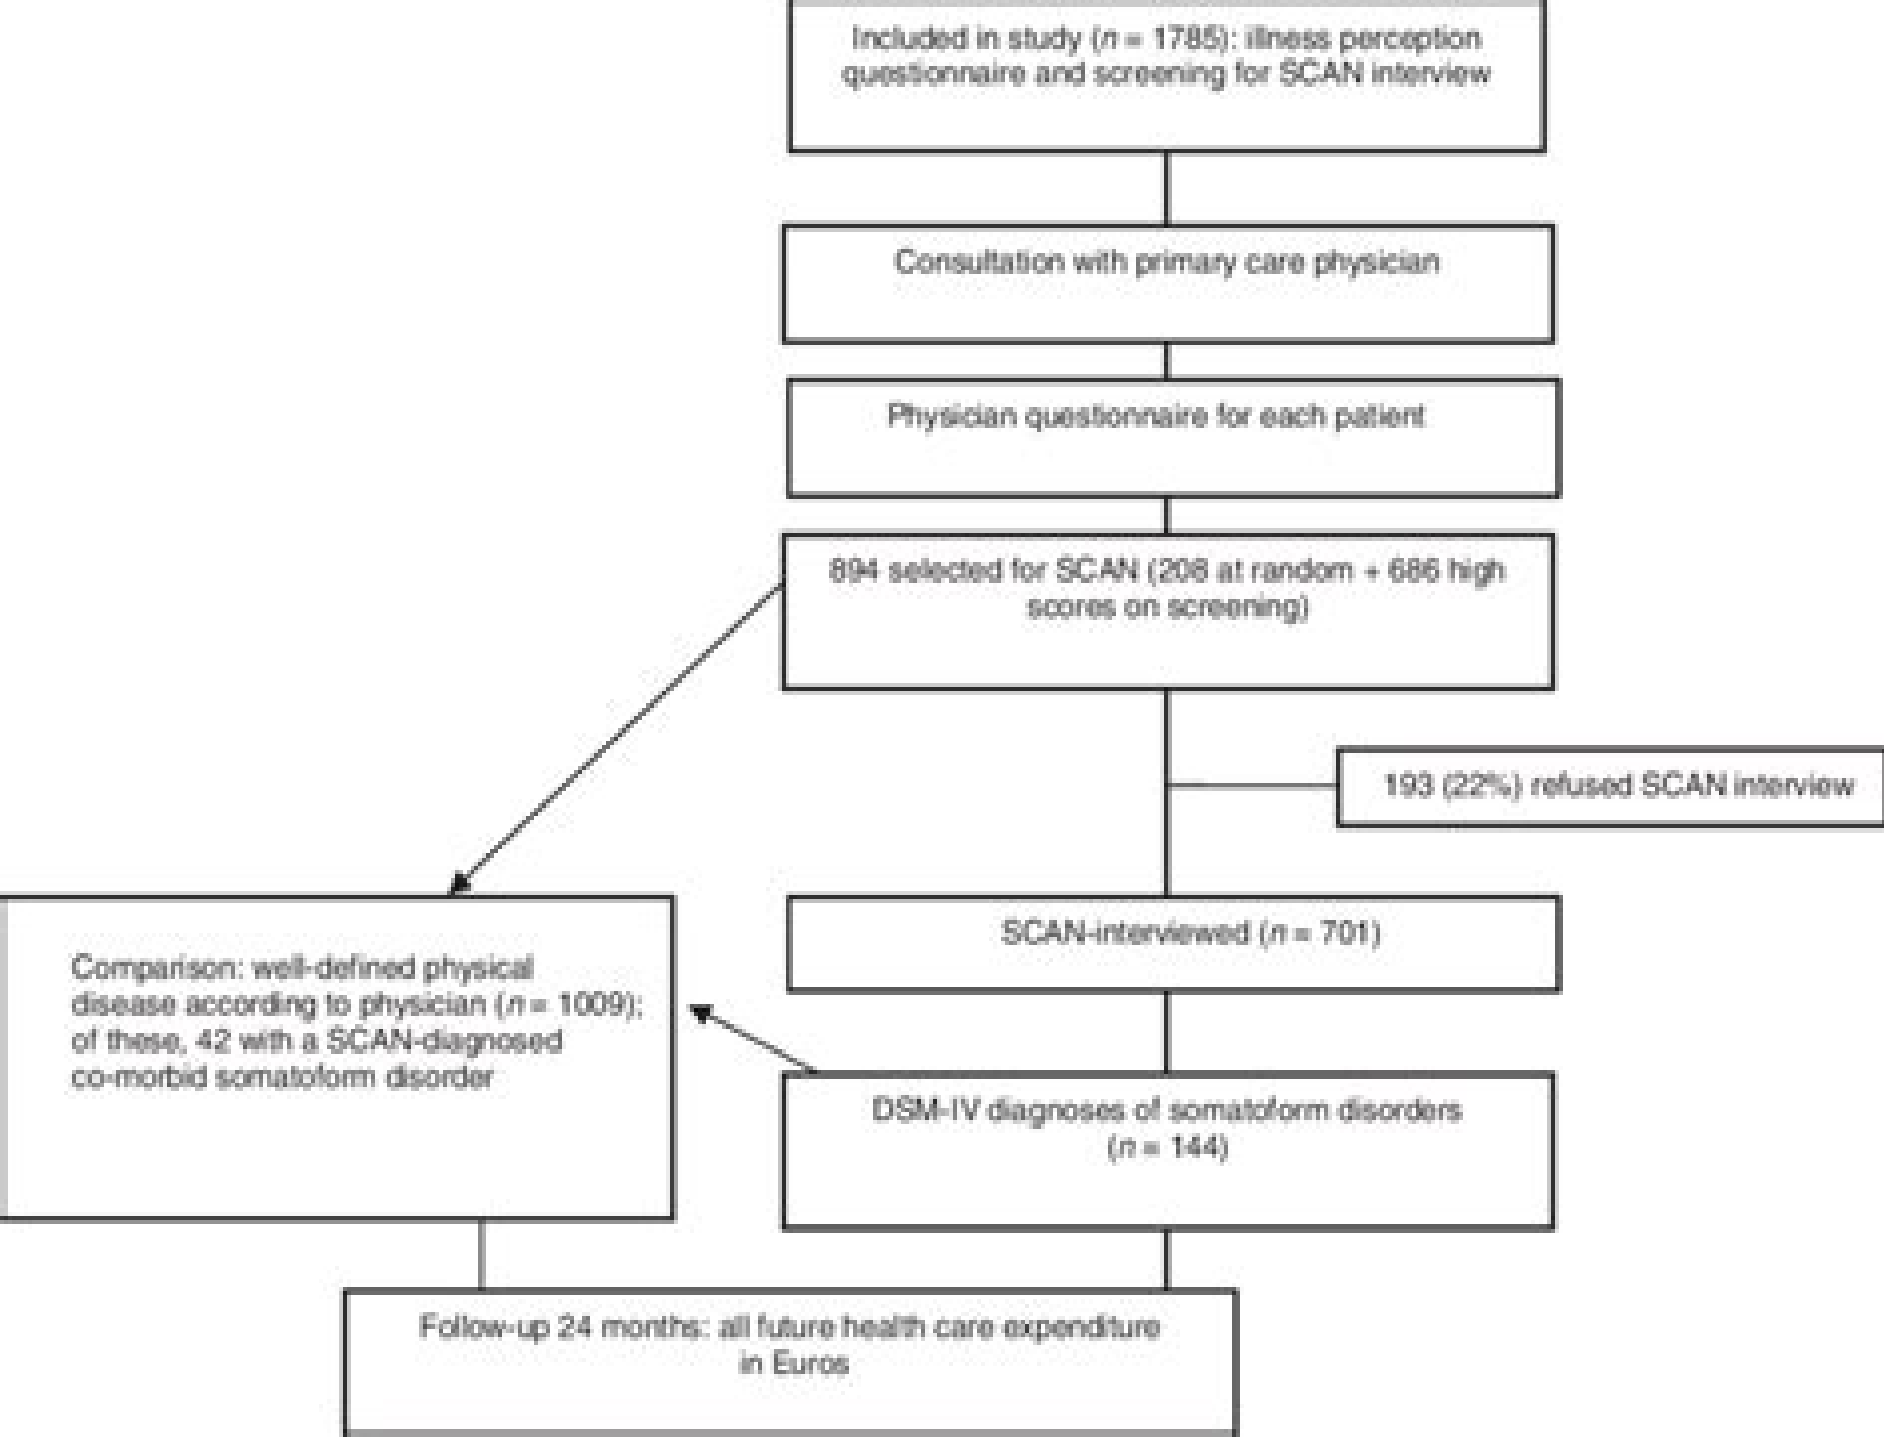 Included in study (n = 1785): illness perception
questionnaire and screening for SCAN interview
Consultation with primary care physician
Physician questionnaire for each patient
894 selected for SCAN (208 at random + 686 high
scores on screening)
193 (22%) refused SCAN interview
SCAN-interviewed (n = 701)
Comparison: well-defined physical
disease according to physician (n = 1009);
of these, 42 with a SCAN-diagnosed
co-morbid somatoform disorder
DSM-IV diagnoses of somatoform disorders
(n = 144)
Follow-up 24 months: all future health care expenditure
in Euros